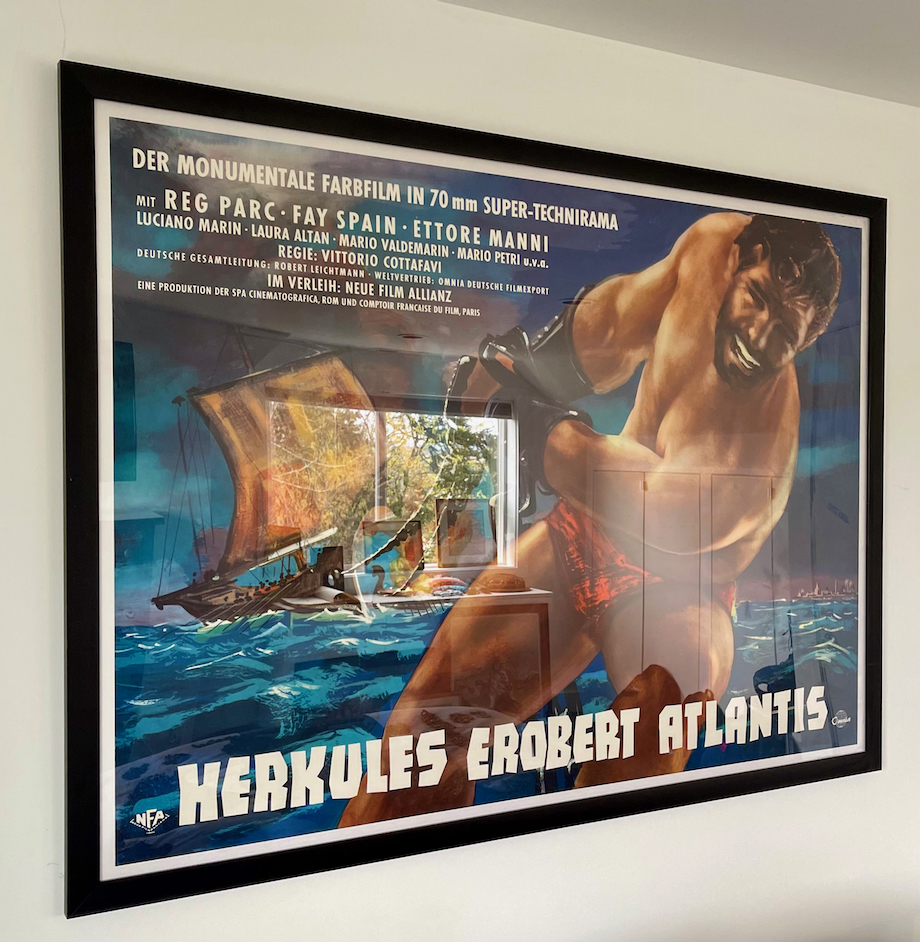 DER MONUMENTALE FARBFILM IN 70 mm SUPER-TECHNIRAMA
MIT REG PARC · FAY SPAIN · ETTORE MANNI
LUCIANO MARIN · LAURA ALTAN · MARIO VALDEMARIN · MARIO PETRI u.v.a.
REGIE: VITTORIO COTTAFAVI
DEUTSCHE GESAMTLEITUNG: ROBERT LEICHTMANN · WELTVERTRIEB: OMNIA DEUTSCHE FILMEXPORT
IM VERLEIH: NEUE FILM ALLIANZ
EINE PRODUKTION DER SPA CINEMATOGRAFICA, ROM UND COMPTOIR FRANCAISE DU FILM, PARIS
HERKULES EROBERT ATLANTIS
Omnia
NFA